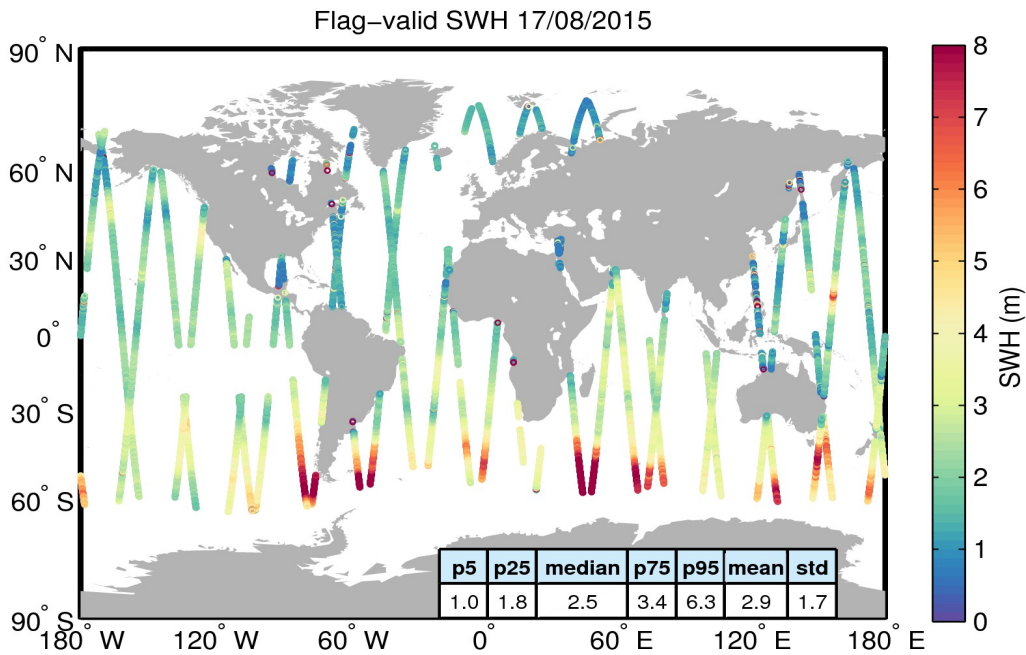 Flag−valid SWH 17/08/2015
90° N
60° N
30° N
0°
30° S
60° S
90° S
180° W
120° W
60° W
0°
60° E
120° E
180° E
p5 p25 median p75 p95 mean std
1.0 1.8 2.5 3.4 6.3 2.9 1.7
8
7
6
5
4
3
2
1
0
SWH (m)